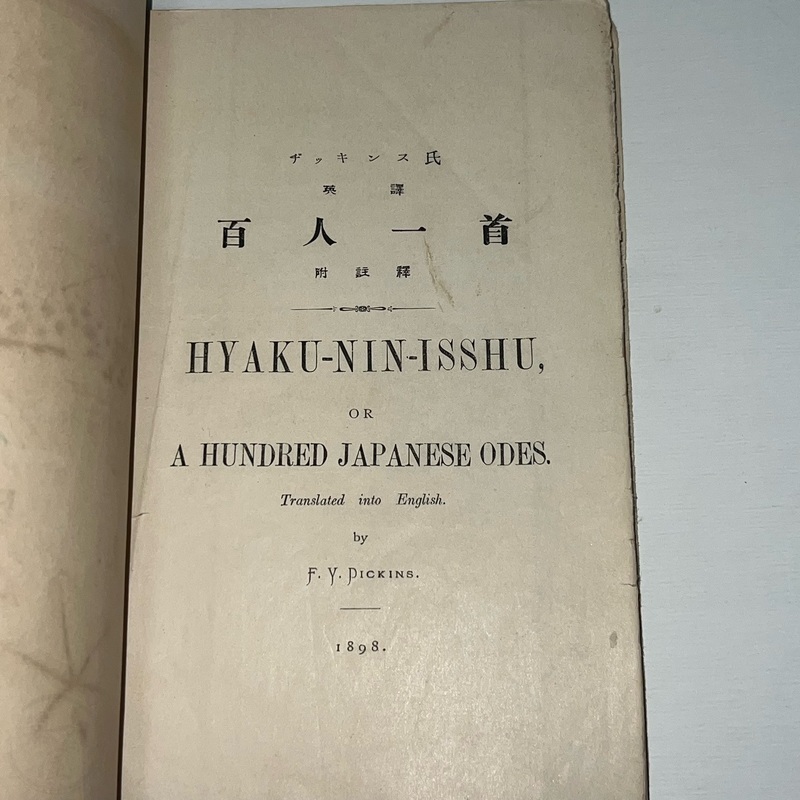 ヂッキンス氏
英譯
百人一首
附註釋
HYAKU-NIN-ISSHU,
OR
A HUNDRED JAPANESE ODES.
Translated into English.
by
F. V. DICKINS.
1898.